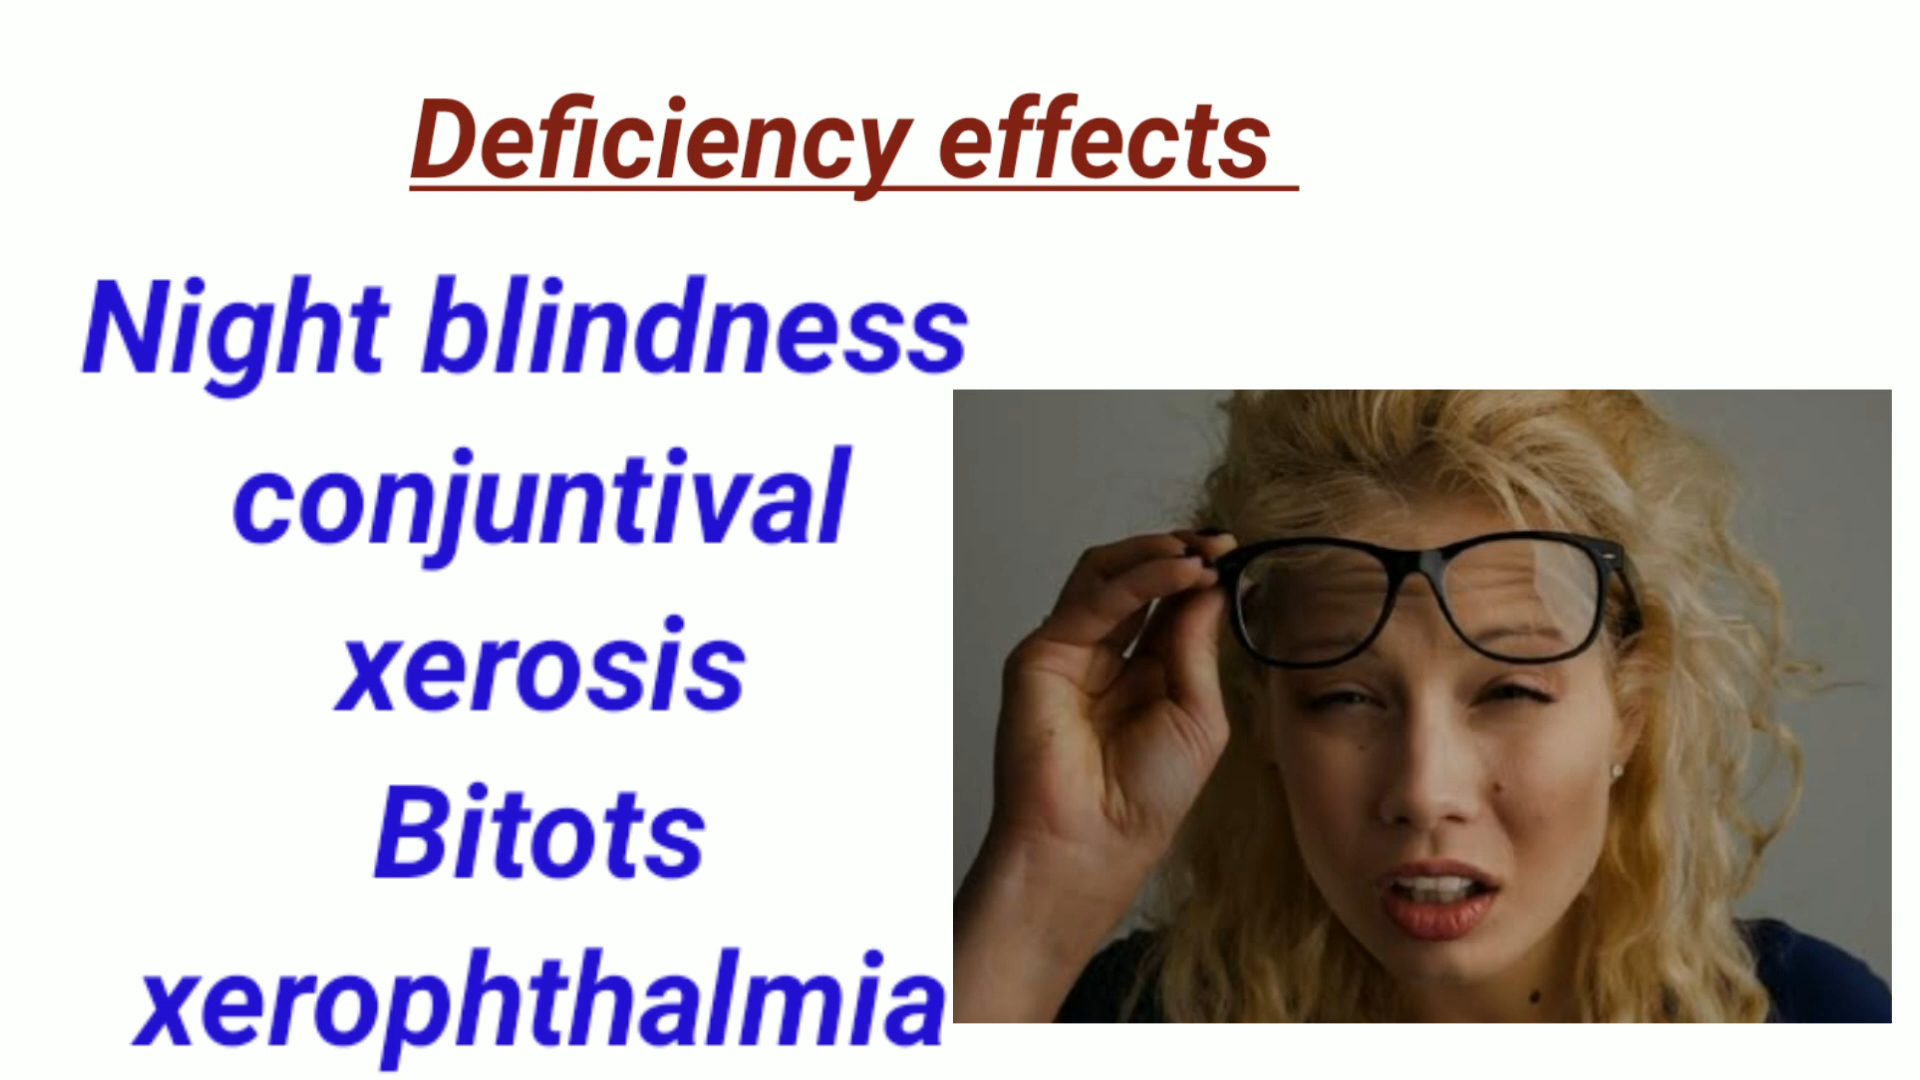 Deficiency effects
Night blindness
conjuntival
xerosis
Bitots
xerophthalmia